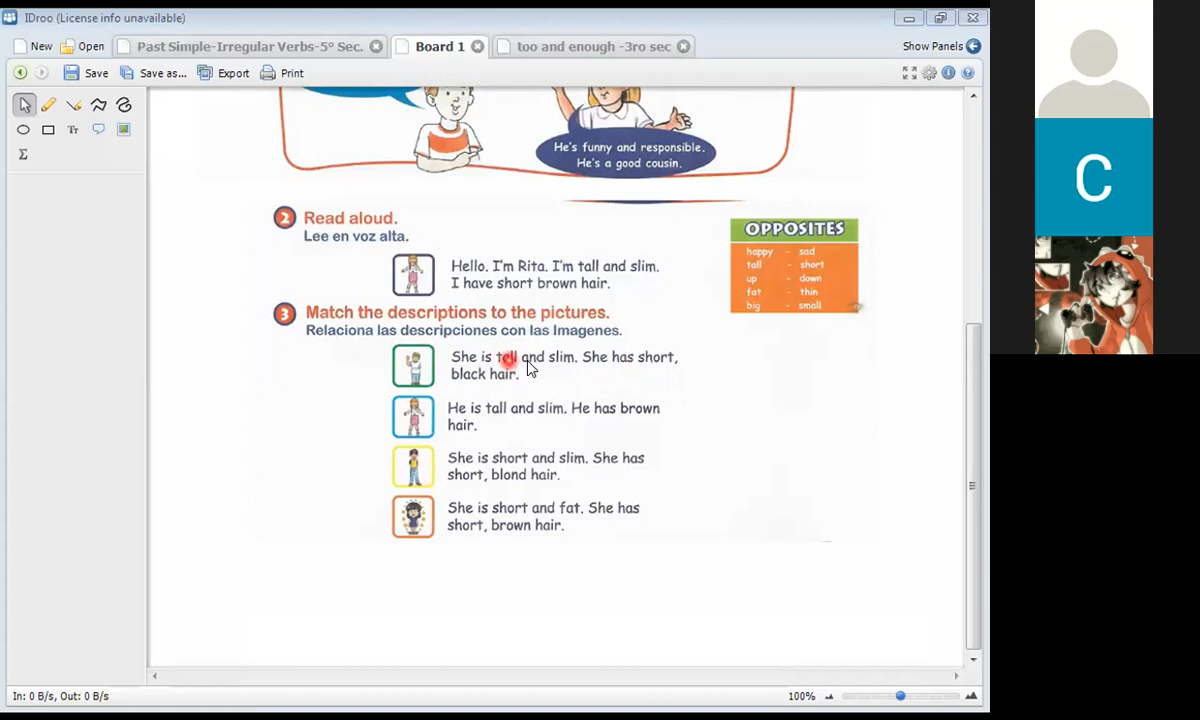 IDroo (License info unavailable)
New Open Past Simple-Irregular Verbs-5° Sec. Board 1 too and enough -3ro sec Show Panels
Save Save as... Export Print
Tt
Σ
He's funny and responsible.
He's a good cousin.
2 Read aloud.
Lee en voz alta.
Hello. I'm Rita. I'm tall and slim.
I have short brown hair.
OPPOSITES
happy - sad
tall - short
up - down
fat - thin
big - small
3 Match the descriptions to the pictures.
Relaciona las descripciones con las Imagenes.
She is tall and slim. She has short,
black hair.
He is tall and slim. He has brown
hair.
She is short and slim. She has
short, blond hair.
She is short and fat. She has
short, brown hair.
C
In: 0 B/s, Out: 0 B/s
100%